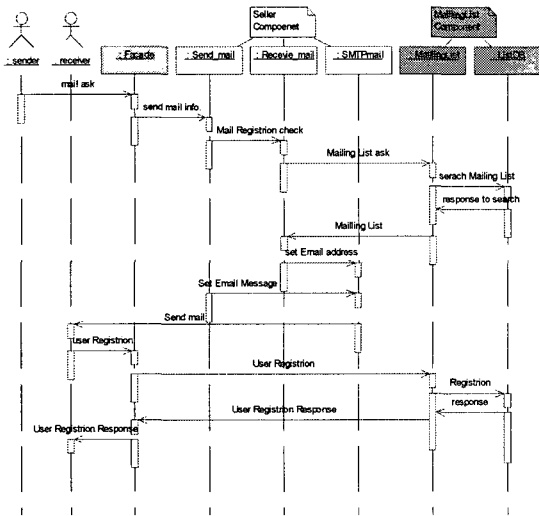 Seller
Compoenet
MailingList
Component
: sender
: receiver
: Facade
: Send_mail
: Recevie_mail
: SMTPmail
: MailingList
: ListDB
mail ask
send mail info.
Mail Registrion check
Mailing List ask
serach Mailing List
response to search
Mailling List
set Email address
Set Email Message
Send mail
user Registrion
User Registrion
Registrion
response
User Registrion Response
User Registrion Response